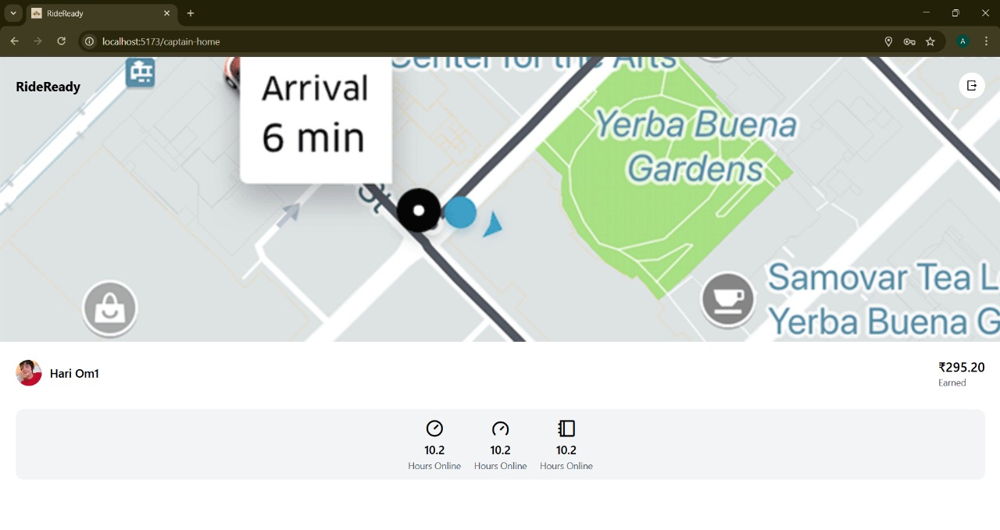 RideReady
localhost:5173/captain-home
A
RideReady
Center for the Arts
Arrival
6 min
Yerba Buena
Gardens
St
Samovar Tea L
Yerba Buena G
Hari Om1
₹295.20
Earned
10.2
10.2
10.2
Hours Online
Hours Online
Hours Online